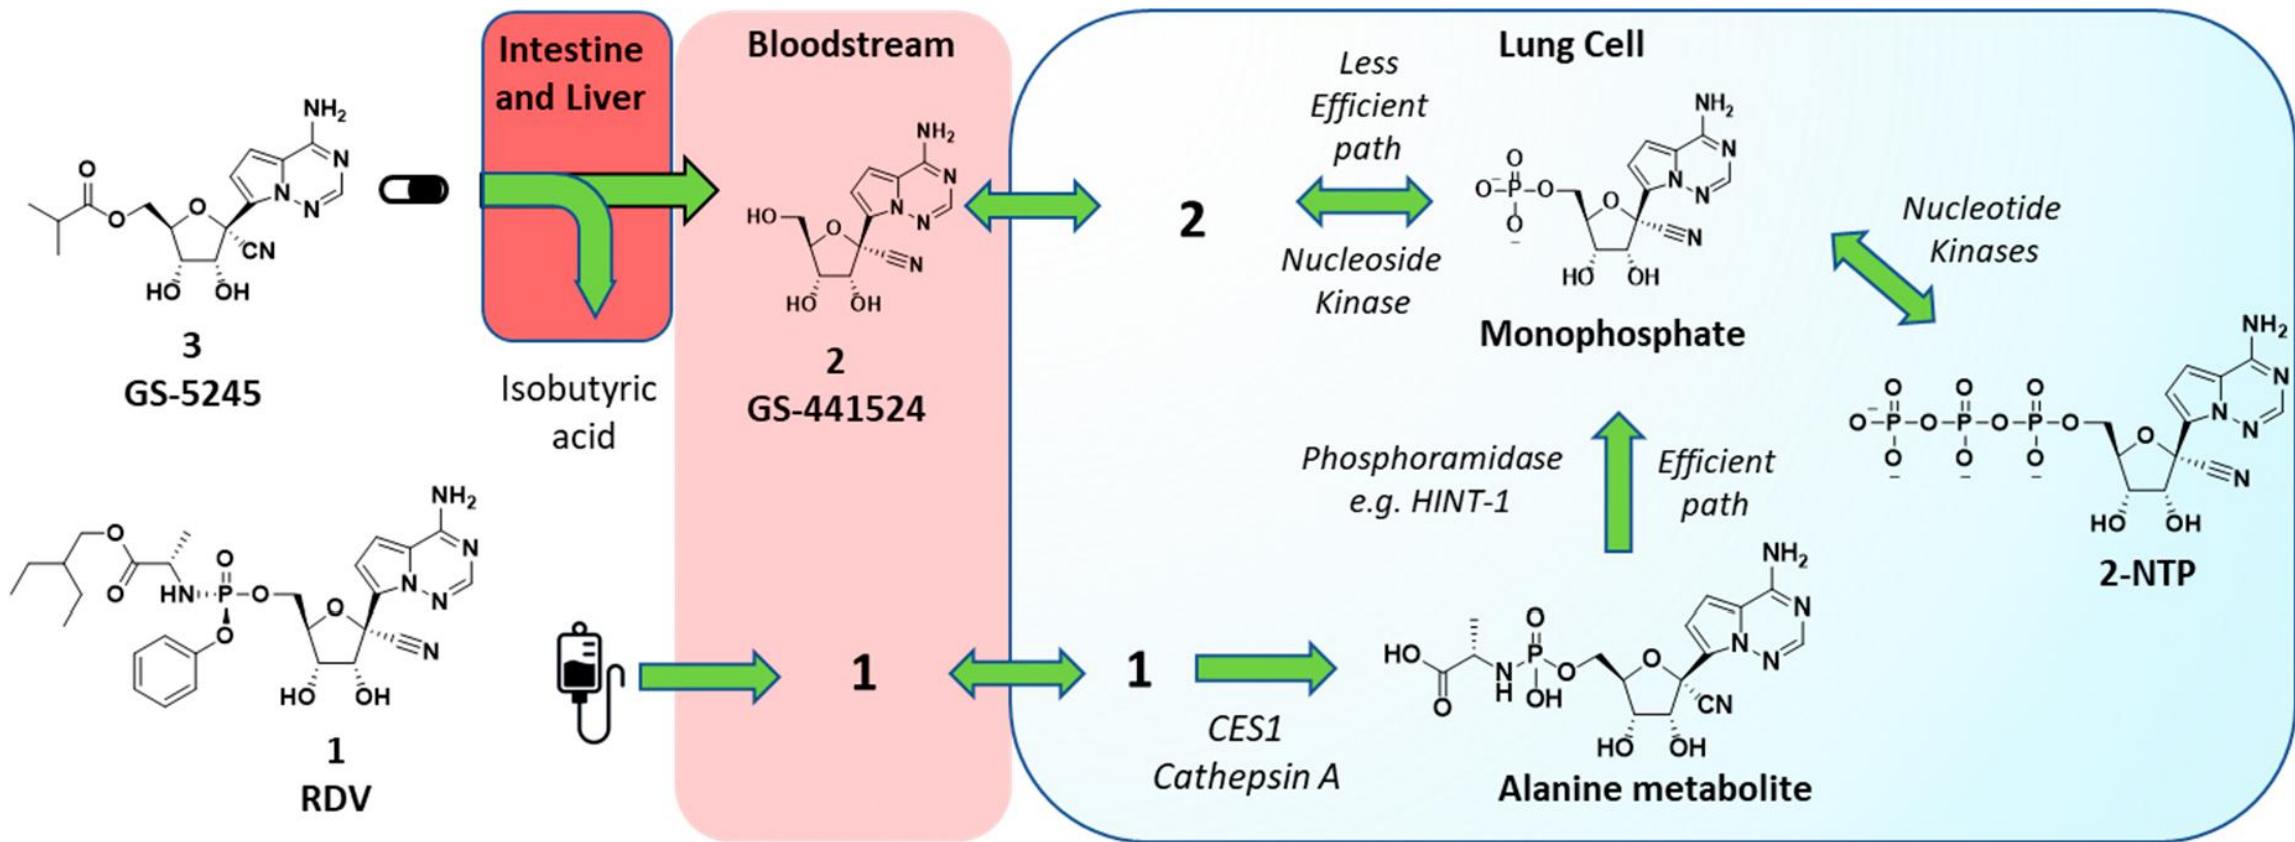 Intestine
and Liver
Bloodstream
Lung Cell
NH2
N
N
N
O
O
O
CN
HO
OH
3
GS-5245
Isobutyric
acid
NH2
N
N
N
HO
O
N
HO
OH
2
GS-441524
2
Less
Efficient
path
Nucleoside
Kinase
NH2
N
N
N
O
O⁻
P
O
O
−
O
N
HO
OH
Monophosphate
Nucleotide
Kinases
NH2
N
N
N
O O O
O⁻ P O P O P O
O O O
− − −
O
N
HO
OH
2-NTP
NH2
N
N
N
O
O
O
HN
P
O
O
O
N
HO
OH
1
RDV
1
1
CES1
Cathepsin A
Phosphoramidase
e.g. HINT-1
Efficient
path
NH2
N
N
N
HO
O
N
H
O
P
OH
O
O
CN
HO
OH
Alanine metabolite